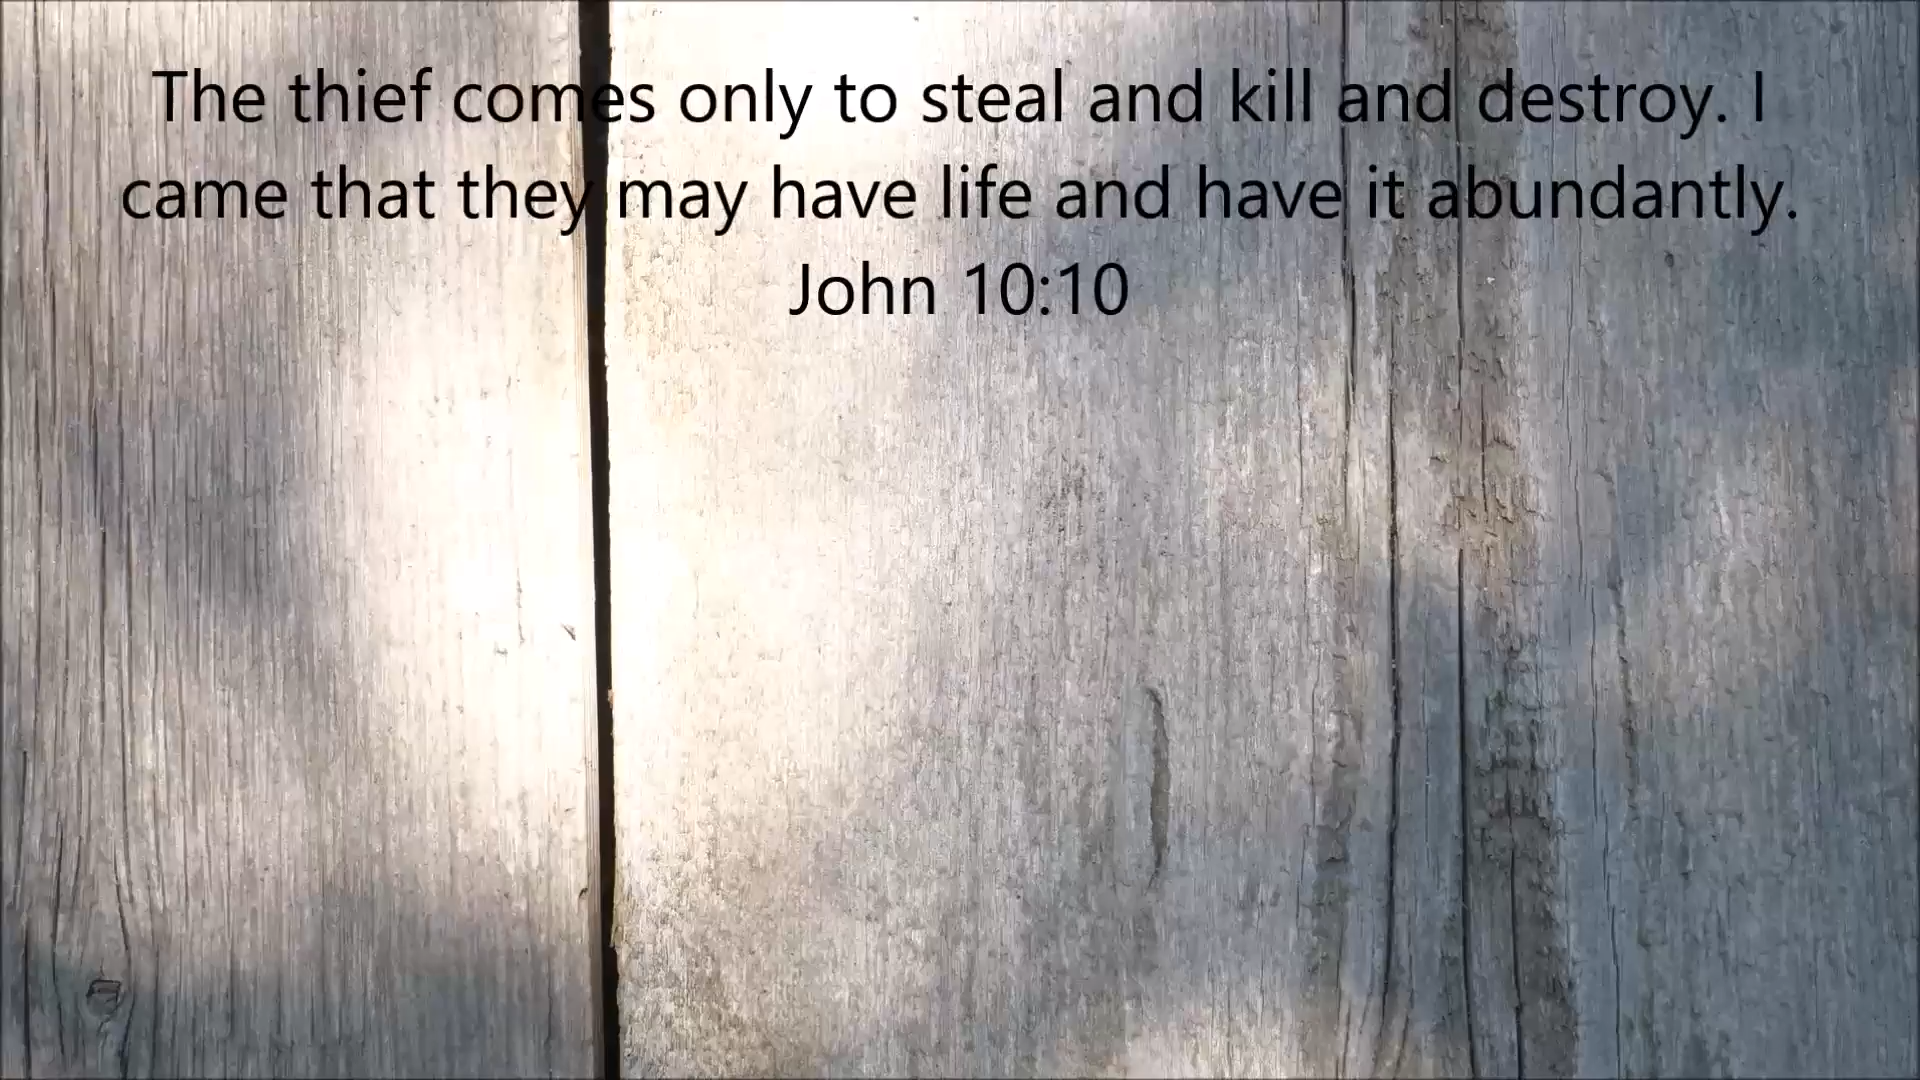 The thief comes only to steal and kill and destroy. I
came that they may have life and have it abundantly.
John 10:10